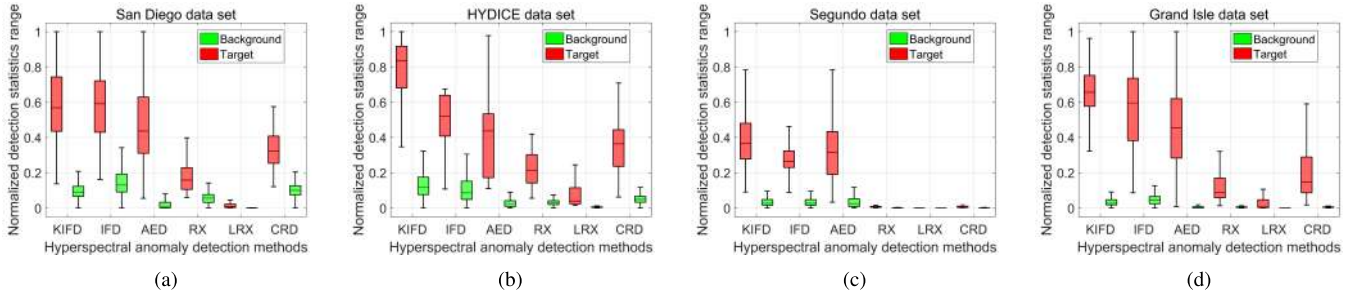 San Diego data set
Normalized detection statistics range
1
0.8
0.6
0.4
0.2
0
Background
Target
KIFD IFD AED RX LRX CRD
Hyperspectral anomaly detection methods
(a)
HYDICE data set
Normalized detection statistics range
1
0.8
0.6
0.4
0.2
0
Background
Target
KIFD IFD AED RX LRX CRD
Hyperspectral anomaly detection methods
(b)
Segundo data set
Normalized detection statistics range
1
0.8
0.6
0.4
0.2
0
Background
Target
KIFD IFD AED RX LRX CRD
Hyperspectral anomaly detection methods
(c)
Grand Isle data set
Normalized detection statistics range
1
0.8
0.6
0.4
0.2
0
Background
Target
KIFD IFD AED RX LRX CRD
Hyperspectral anomaly detection methods
(d)